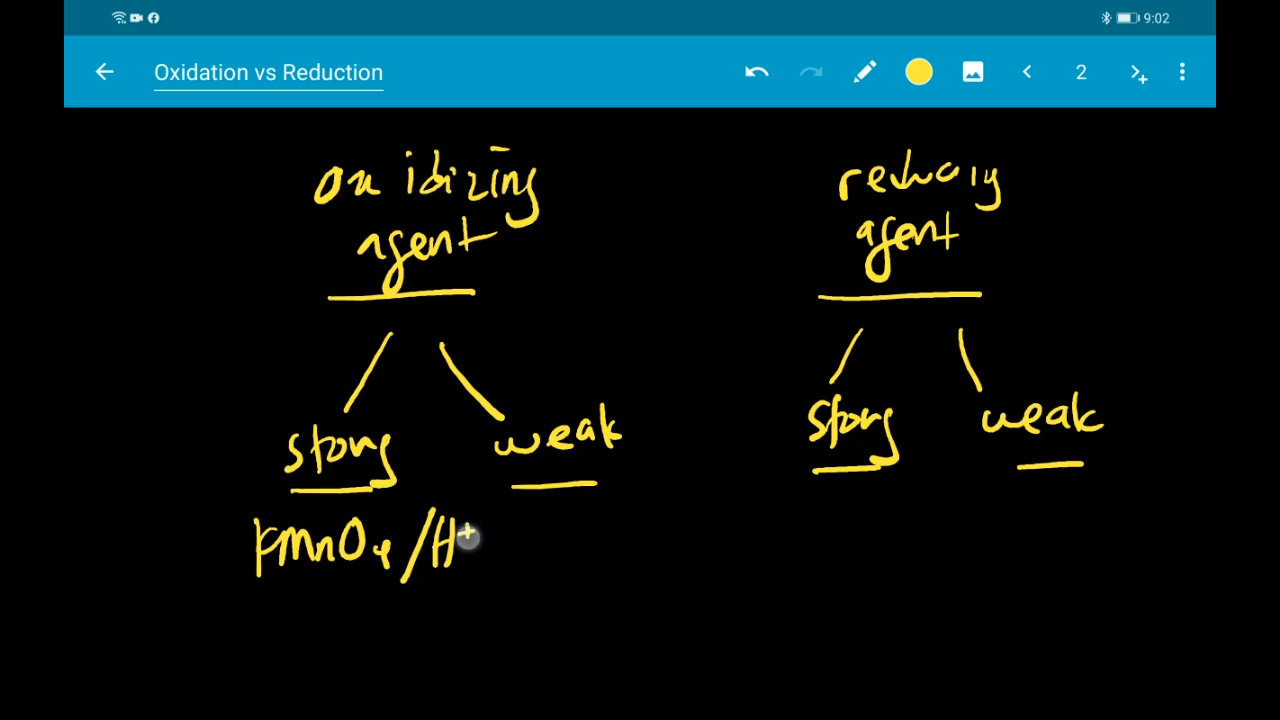 9:02
Oxidation vs Reduction
2
oxidizing
agent
reducing
agent
strong
weak
strong
weak
KMnO4/H+